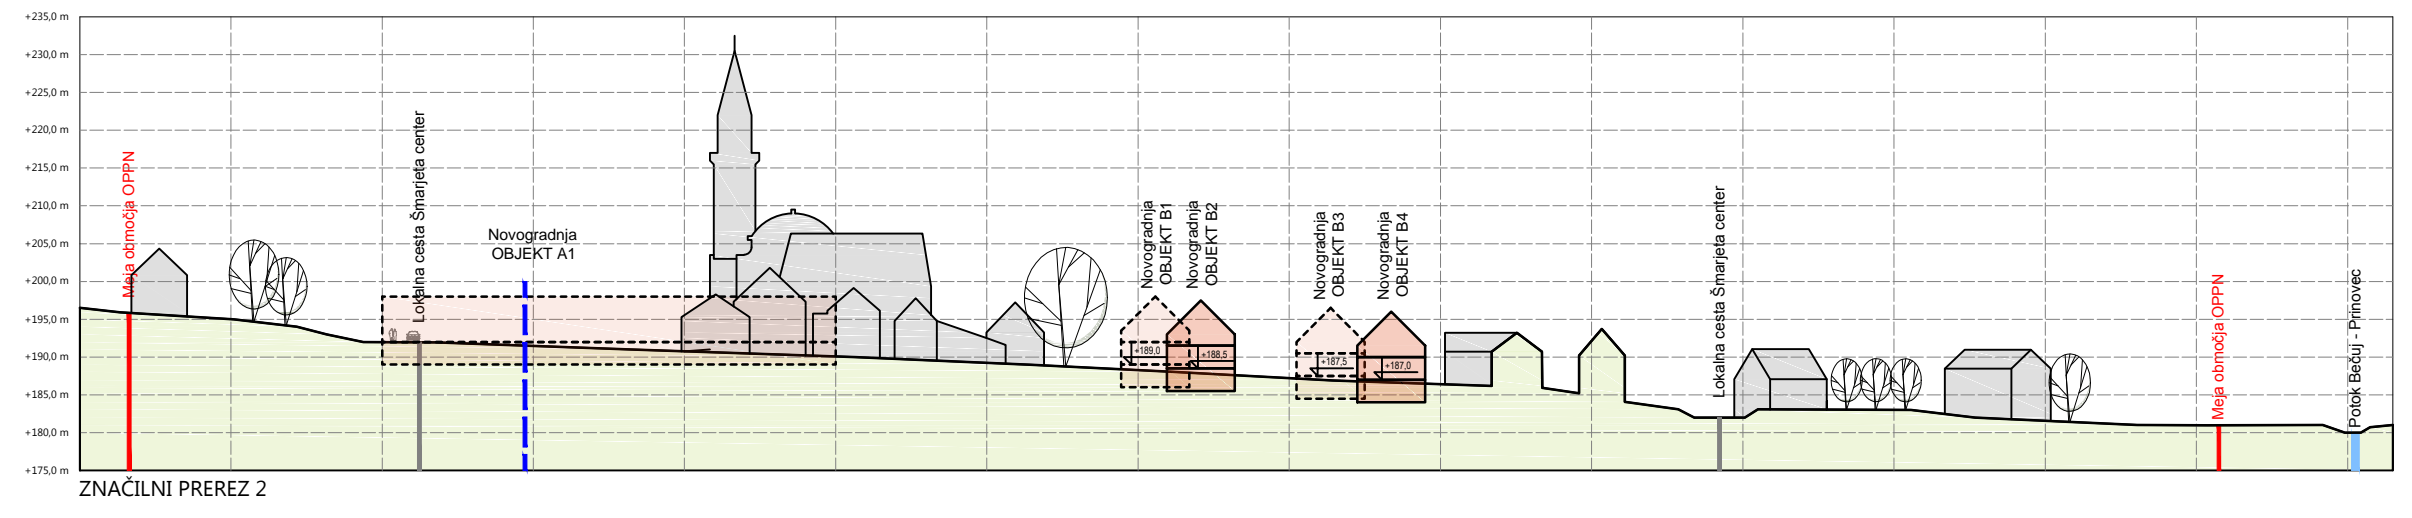 +235,0 m
+230,0 m
+225,0 m
+220,0 m
+215,0 m
+210,0 m
+205,0 m
+200,0 m
+195,0 m
+190,0 m
+185,0 m
+180,0 m
+175,0 m
Meja območja OPPN
Lokalna cesta Šmarjeta center
Novogradnja
OBJEKT A1
Novogradnja
OBJEKT B1
Novogradnja
OBJEKT B2
+189,0
+188,5
Novogradnja
OBJEKT B3
Novogradnja
OBJEKT B4
+187,5
+187,0
Lokalna cesta Šmarjeta center
Meja območja OPPN
Potok Bečuj - Prinovec
ZNAČILNI PREREZ 2